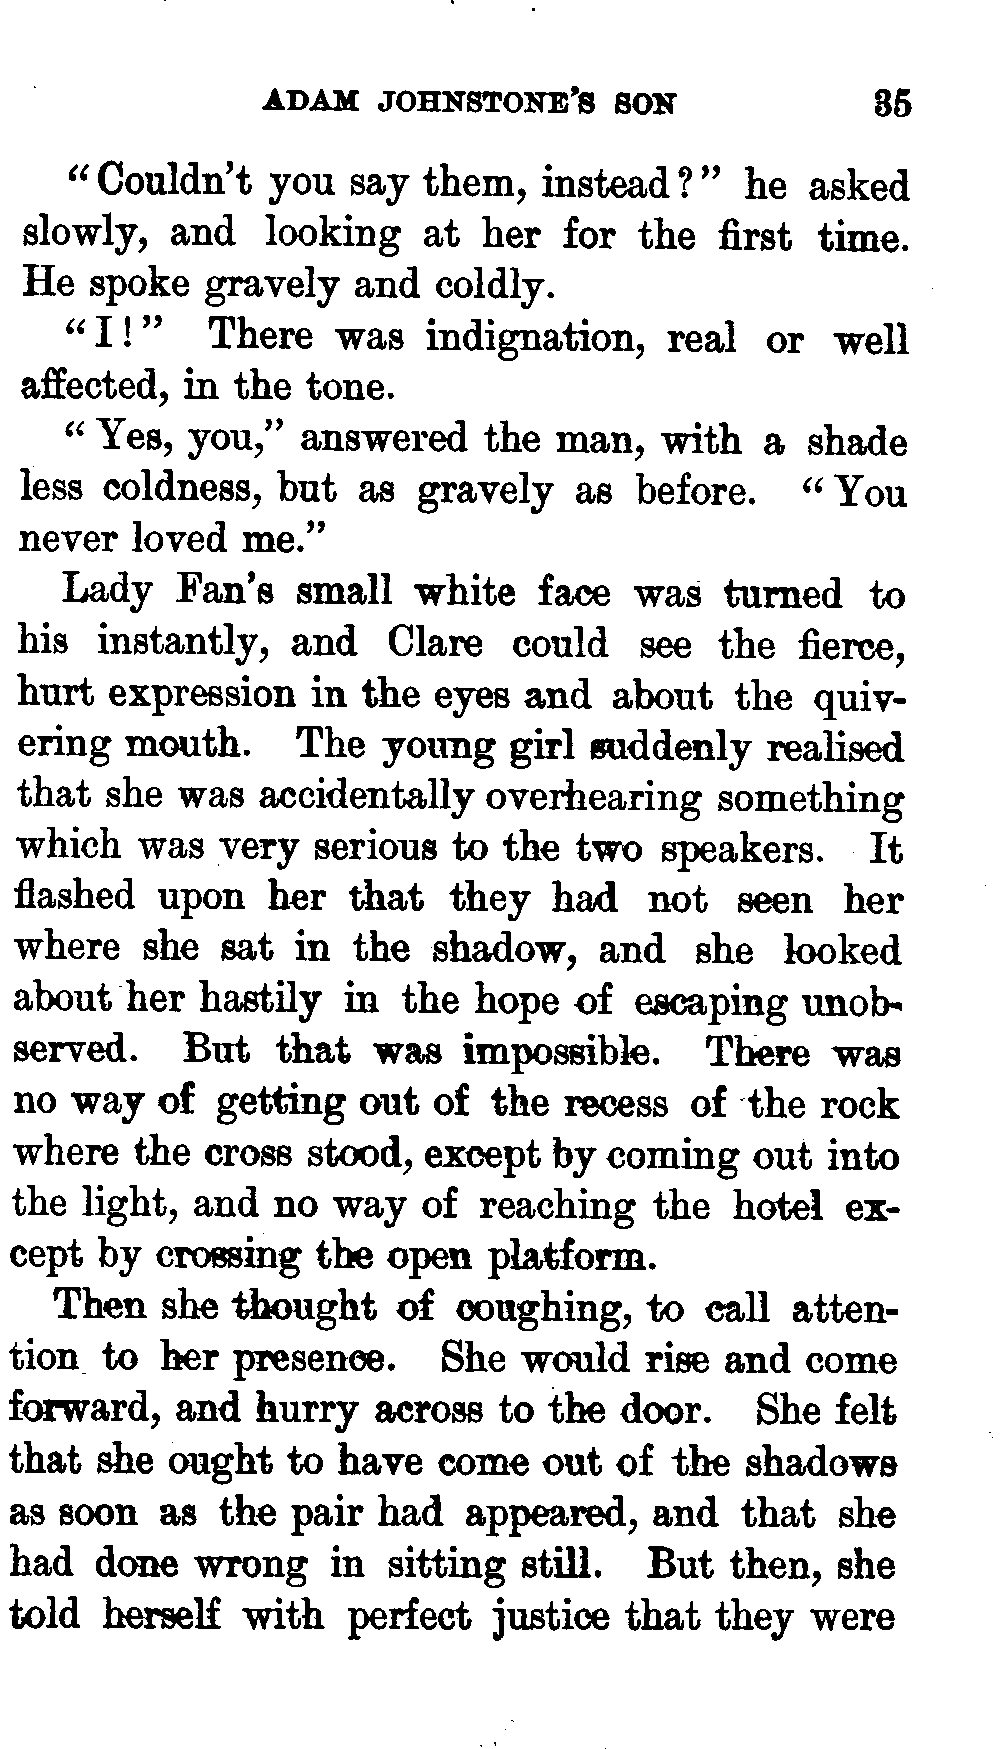 ADAM JOHNSTONE'S SON 35
"Couldn't you say them, instead?" he asked
slowly, and looking at her for the first time.
He spoke gravely and coldly.
"I!" There was indignation, real or well
affected, in the tone.
"Yes, you," answered the man, with a shade
less coldness, but as gravely as before. "You
never loved me."
Lady Fan's small white face was turned to
his instantly, and Clare could see the fierce,
hurt expression in the eyes and about the quiv-
ering mouth. The young girl suddenly realised
that she was accidentally overhearing something
which was very serious to the two speakers. It
flashed upon her that they had not seen her
where she sat in the shadow, and she looked
about her hastily in the hope of escaping unob-
served. But that was impossible. There was
no way of getting out of the recess of the rock
where the cross stood, except by coming out into
the light, and no way of reaching the hotel ex-
cept by crossing the open platform.
Then she thought of coughing, to call atten-
tion to her presence. She would rise and come
forward, and hurry across to the door. She felt
that she ought to have come out of the shadows
as soon as the pair had appeared, and that she
had done wrong in sitting still. But then, she
told herself with perfect justice that they were